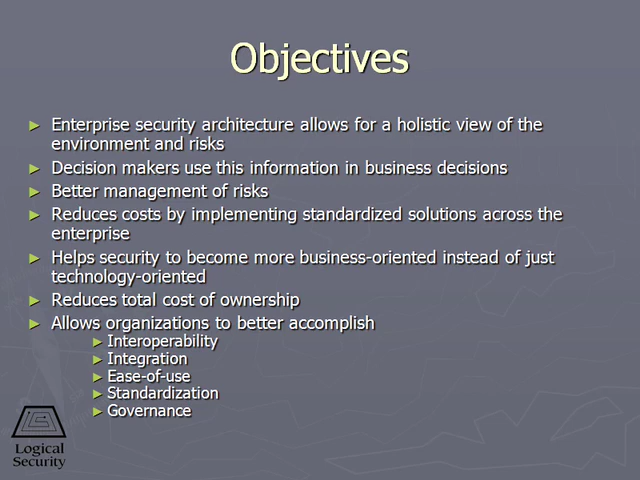 Objectives
► Enterprise security architecture allows for a holistic view of the
environment and risks
► Decision makers use this information in business decisions
► Better management of risks
► Reduces costs by implementing standardized solutions across the
enterprise
► Helps security to become more business-oriented instead of just
technology-oriented
► Reduces total cost of ownership
► Allows organizations to better accomplish
► Interoperability
► Integration
► Ease-of-use
► Standardization
► Governance
Logical
Security